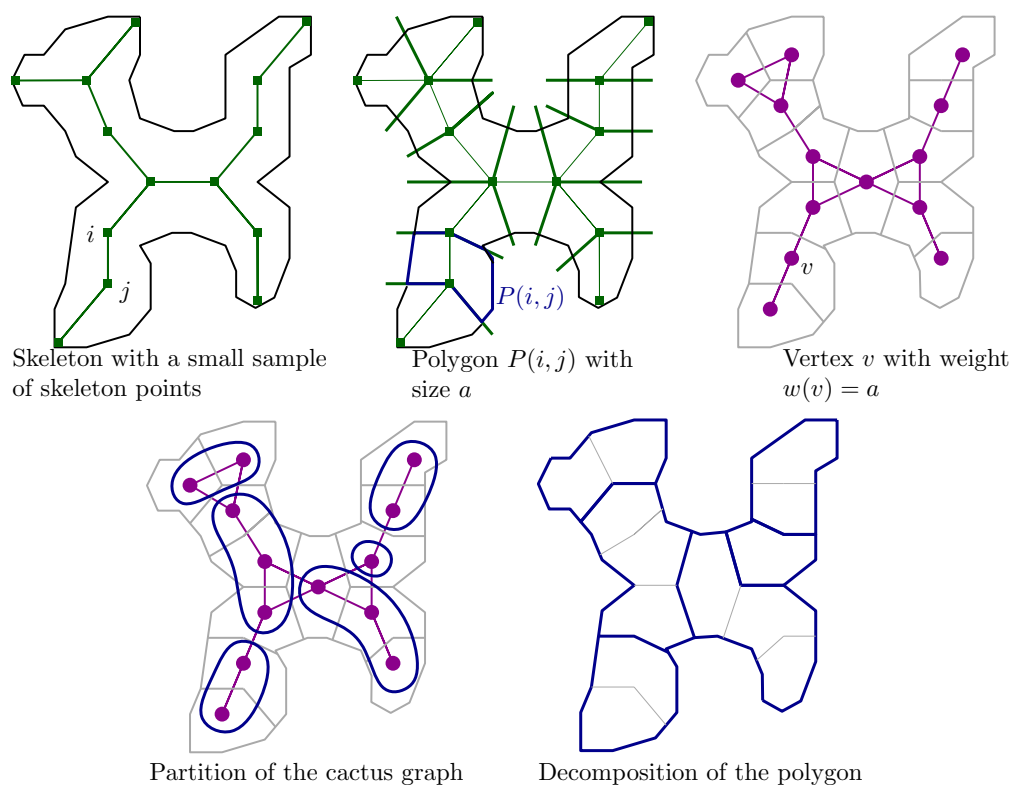 i
j
P(i, j)
v
Skeleton with a small sample
of skeleton points
Polygon P(i, j) with
size a
Vertex v with weight
w(v) = a
Partition of the cactus graph
Decomposition of the polygon